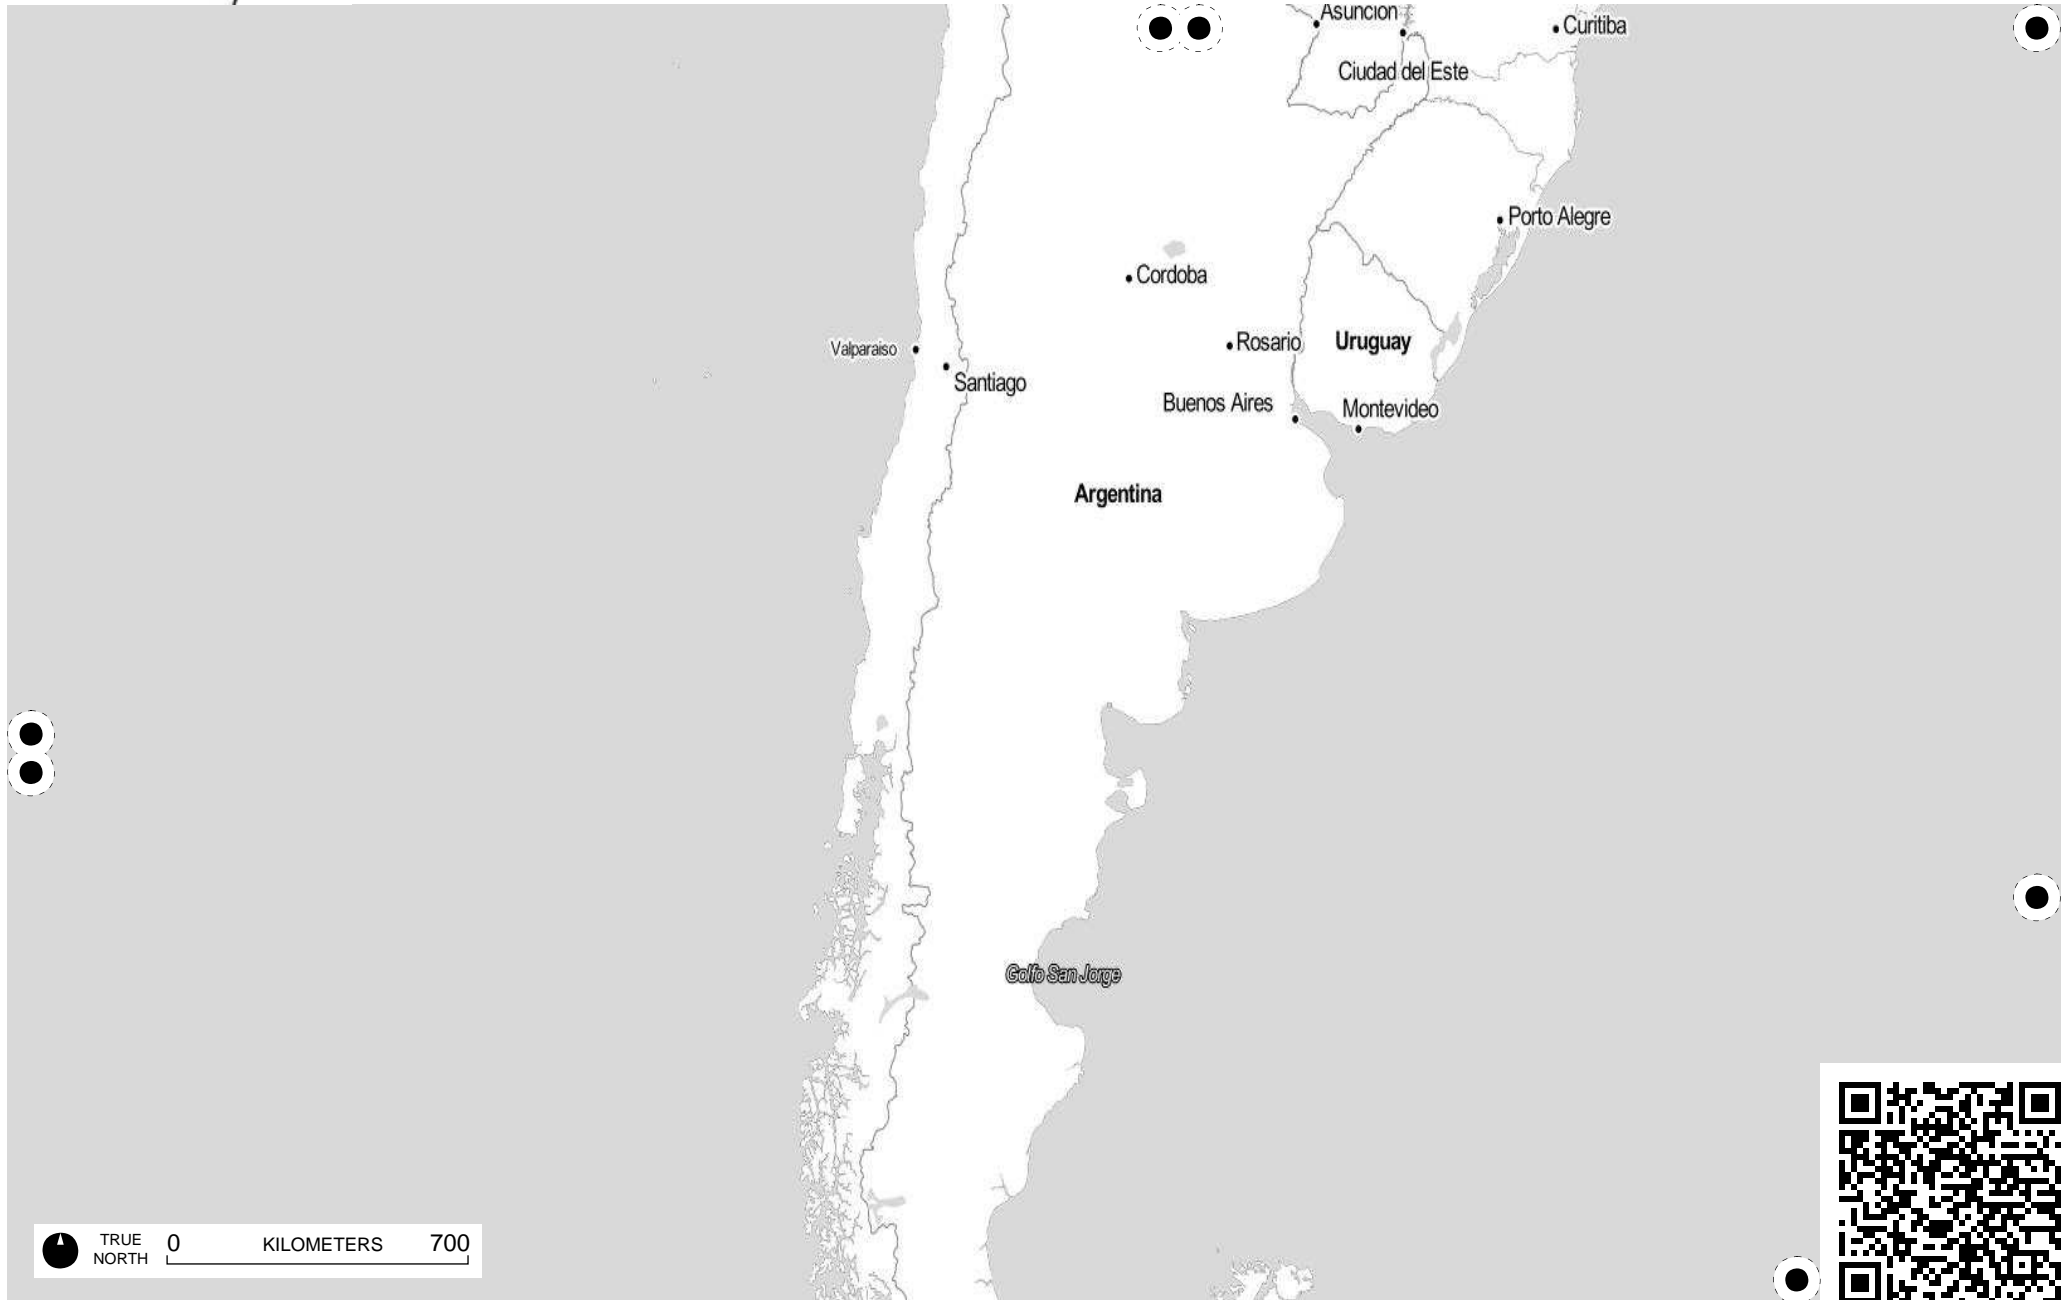 Asuncion
Curitiba
Ciudad del Este
Porto Alegre
Cordoba
Rosario
Uruguay
Valparaiso
Santiago
Buenos Aires
Montevideo
Argentina
Golfo San Jorge
TRUE NORTH
0 KILOMETERS 700